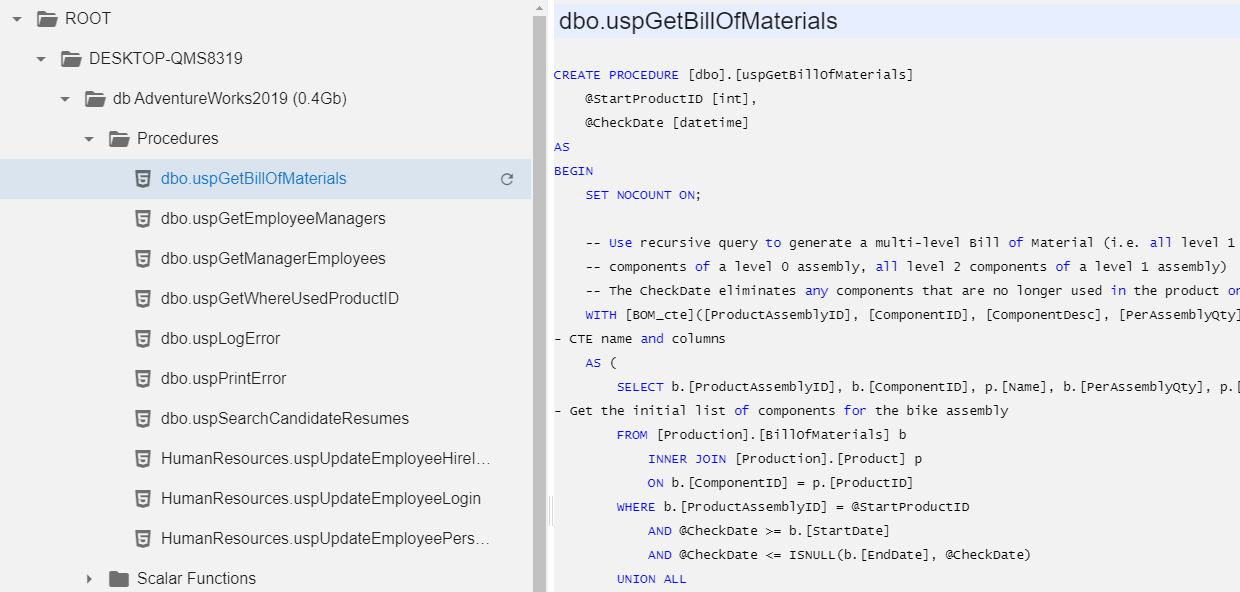 ROOT
DESKTOP-QMS8319
db AdventureWorks2019 (0.4Gb)
Procedures
dbo.uspGetBillOfMaterials
dbo.uspGetEmployeeManagers
dbo.uspGetManagerEmployees
dbo.uspGetWhereUsedProductID
dbo.uspLogError
dbo.uspPrintError
dbo.uspSearchCandidateResumes
HumanResources.uspUpdateEmployeeHireI...
HumanResources.uspUpdateEmployeeLogin
HumanResources.uspUpdateEmployeePers...
Scalar Functions
dbo.uspGetBillOfMaterials
CREATE PROCEDURE [dbo].[uspGetBillOfMaterials]
@StartProductID [int],
@CheckDate [datetime]
AS
BEGIN
SET NOCOUNT ON;
-- Use recursive query to generate a multi-level Bill of Material (i.e. all level 1
-- components of a level 0 assembly, all level 2 components of a level 1 assembly)
-- The CheckDate eliminates any components that are no longer used in the product on
WITH [BOM_cte]([ProductAssemblyID], [ComponentID], [ComponentDesc], [PerAssemblyQty]
- CTE name and columns
AS (
SELECT b.[ProductAssemblyID], b.[ComponentID], p.[Name], b.[PerAssemblyQty], p.[
- Get the initial list of components for the bike assembly
FROM [Production].[BillOfMaterials] b
INNER JOIN [Production].[Product] p
ON b.[ComponentID] = p.[ProductID]
WHERE b.[ProductAssemblyID] = @StartProductID
AND @CheckDate >= b.[StartDate]
AND @CheckDate <= ISNULL(b.[EndDate], @CheckDate)
UNION ALL